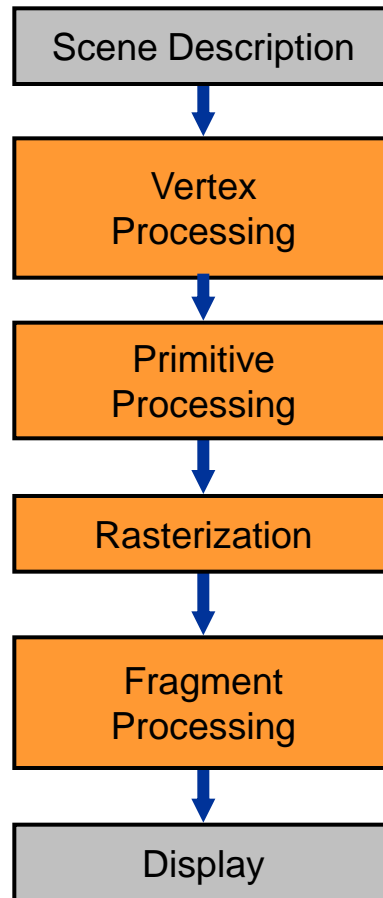 Scene Description
Vertex
Processing
Primitive
Processing
Rasterization
Fragment
Processing
Display